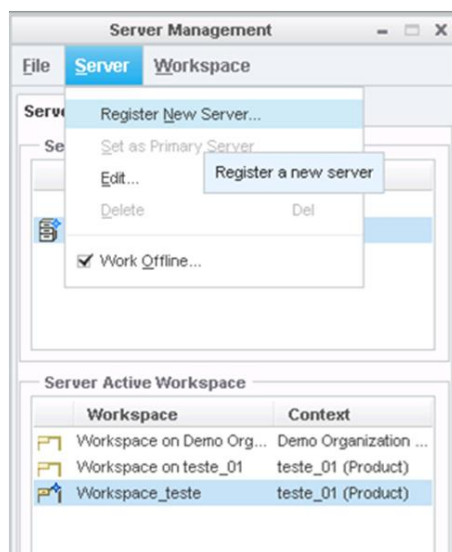 Server Management
File Server Workspace
Serve
Register New Server...
Se
Set as Primary Server
Edit...
Register a new server
Delete Del
Work Offline...
Server Active Workspace
Workspace Context
Workspace on Demo Org... Demo Organization ...
Workspace on teste_01 teste_01 (Product)
Workspace_teste teste_01 (Product)